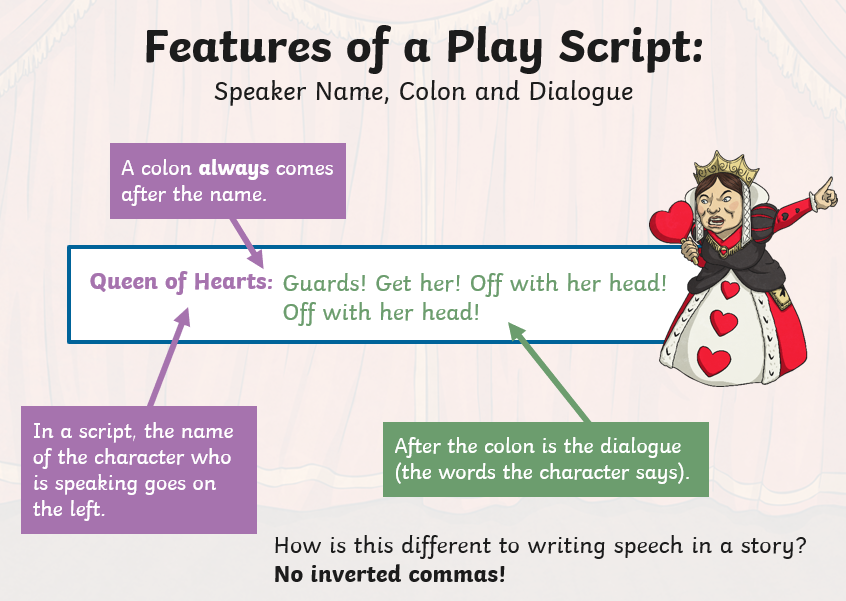 Features of a Play Script:
Speaker Name, Colon and Dialogue
A colon always comes
after the name.
Queen of Hearts: Guards! Get her! Off with her head!
Off with her head!
In a script, the name
of the character who
is speaking goes on
the left.
After the colon is the dialogue
(the words the character says).
How is this different to writing speech in a story?
No inverted commas!